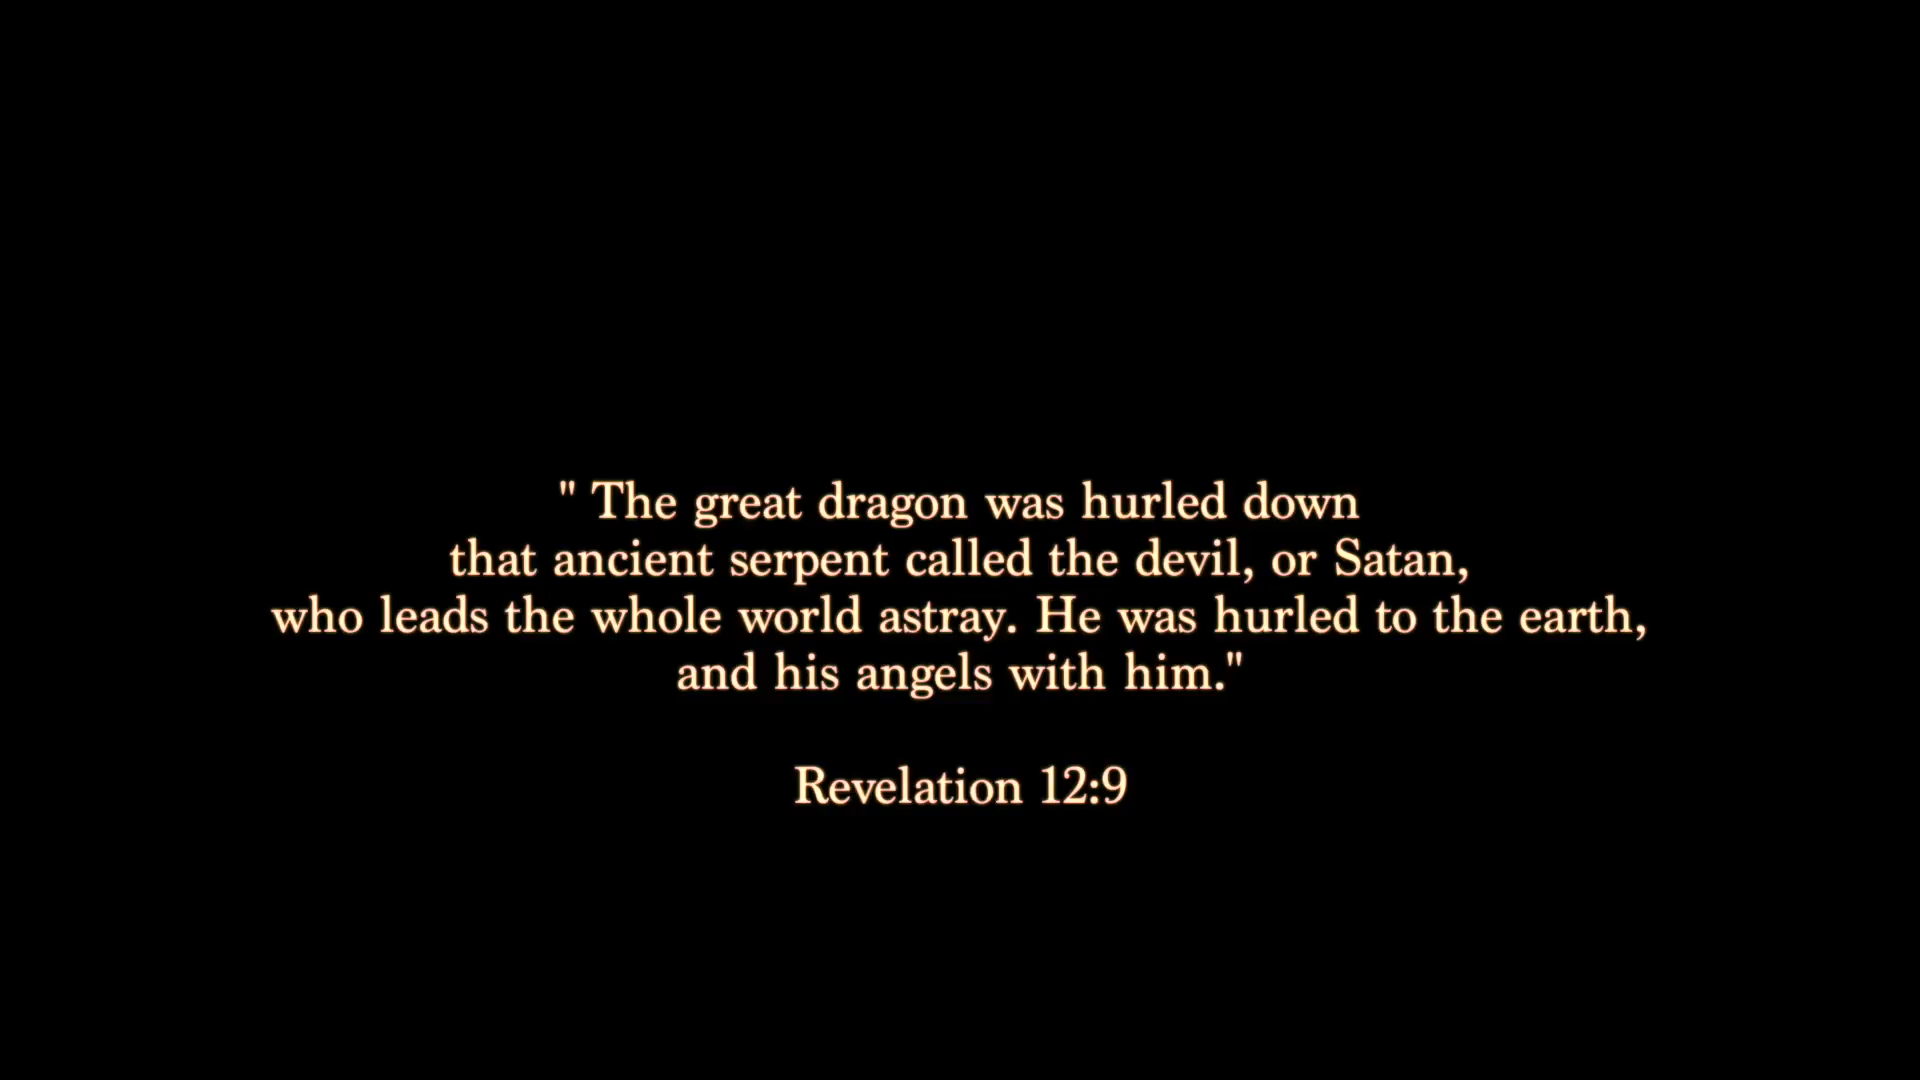 " The great dragon was hurled down
that ancient serpent called the devil, or Satan,
who leads the whole world astray. He was hurled to the earth,
and his angels with him."
Revelation 12:9